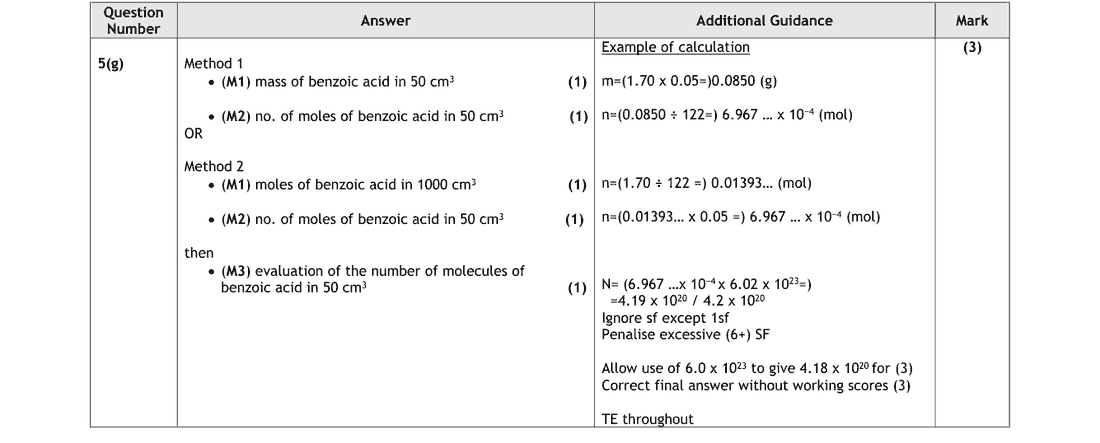 Question Number
Answer
Additional Guidance
Mark
5(g)
Example of calculation
(3)
Method 1
• (M1) mass of benzoic acid in 50 cm³ (1) m=(1.70 x 0.05=)0.0850 (g)
• (M2) no. of moles of benzoic acid in 50 cm³ (1) n=(0.0850 ÷ 122=) 6.967 ... x 10⁻⁴ (mol)
OR
Method 2
• (M1) moles of benzoic acid in 1000 cm³ (1) n=(1.70 ÷ 122 =) 0.01393... (mol)
• (M2) no. of moles of benzoic acid in 50 cm³ (1) n=(0.01393... x 0.05 =) 6.967 ... x 10⁻⁴ (mol)
then
• (M3) evaluation of the number of molecules of
benzoic acid in 50 cm³ (1) N= (6.967 ...x 10⁻⁴ x 6.02 x 10²³=)
=4.19 x 10²⁰ / 4.2 x 10²⁰
Ignore sf except 1sf
Penalise excessive (6+) SF
Allow use of 6.0 x 10²³ to give 4.18 x 10²⁰ for (3)
Correct final answer without working scores (3)
TE throughout